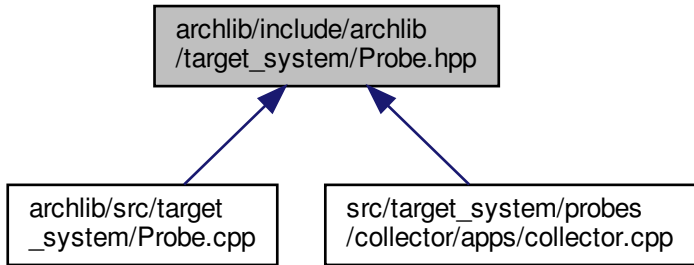 archlib/include/archlib
/target_system/Probe.hpp
archlib/src/target
_system/Probe.cpp
src/target_system/probes
/collector/apps/collector.cpp